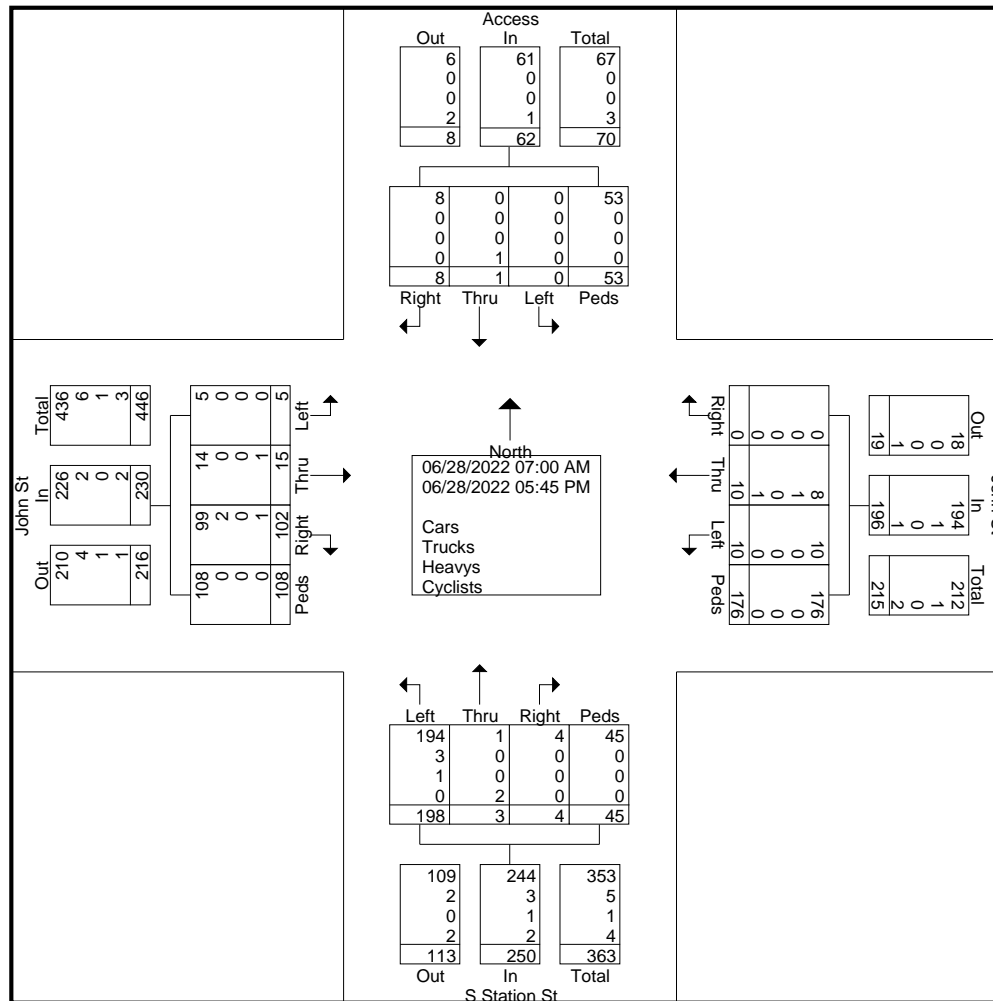 Access
Out In Total
6 61 67
0 0 0
0 0 0
2 1 3
8 62 70
8 0 0 53
0 0 0 0
0 0 0 0
0 1 0 0
8 1 0 53
Right Thru Left Peds
John St
Out In Total
210 226 436
4 2 6
1 0 1
1 2 3
216 230 446
108 99 14 5
0 2 0 0
0 0 0 0
0 1 1 0
108 102 15 5
Peds Right Thru Left
North
06/28/2022 07:00 AM
06/28/2022 05:45 PM
Cars
Trucks
Heavys
Cyclists
John St
Out In Total
18 194 212
0 1 1
0 0 0
1 1 2
19 196 215
0 8 10 176
0 1 0 0
0 0 0 0
0 1 0 0
0 10 10 176
Right Thru Left Peds
Left Thru Right Peds
194 1 4 45
3 0 0 0
1 0 0 0
0 2 0 0
198 3 4 45
109 244 353
2 3 5
0 1 1
2 2 4
113 250 363
Out In Total
S Station St